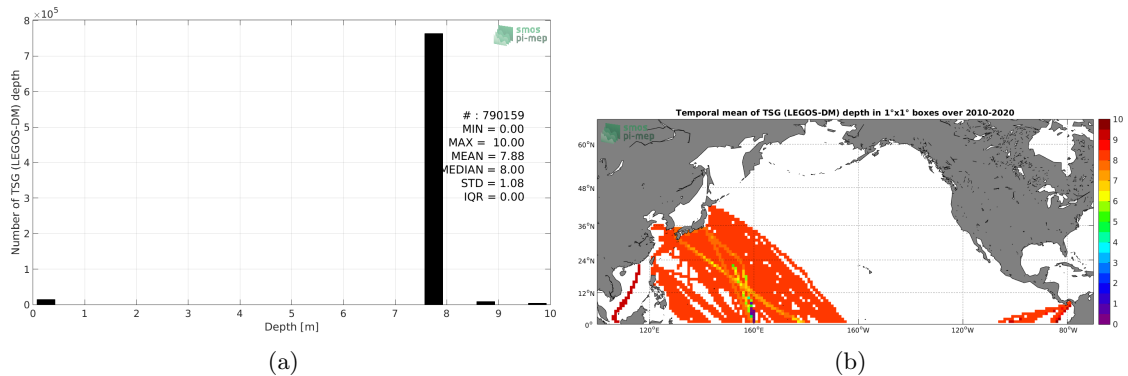 8 ×10⁵
smos
pi-mep
7
6
5
4
3
2
1
0
Number of TSG (LEGOS-DM) depth
# : 790159
MIN = 0.00
MAX = 10.00
MEAN = 7.88
MEDIAN = 8.00
STD = 1.08
IQR = 0.00
0 1 2 3 4 5 6 7 8 9 10
Depth [m]
(a)
Temporal mean of TSG (LEGOS-DM) depth in 1°x1° boxes over 2010-2020
smos
pi-mep
60°N
48°N
36°N
24°N
12°N
0°
120°E 160°E 160°W 120°W 80°W
10
9
8
7
6
5
4
3
2
1
0
(b)